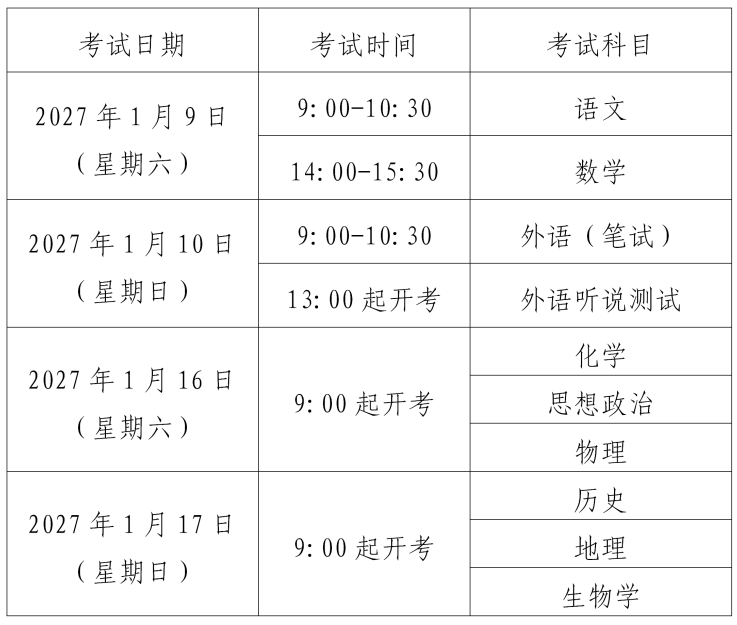 考试日期 考试时间 考试科目
2027年1月9日
（星期六）
9:00-10:30 语文
14:00-15:30 数学
2027年1月10日
（星期日）
9:00-10:30 外语（笔试）
13:00起开考 外语听说测试
2027年1月16日
（星期六）
9:00起开考
化学
思想政治
物理
2027年1月17日
（星期日）
9:00起开考
历史
地理
生物学